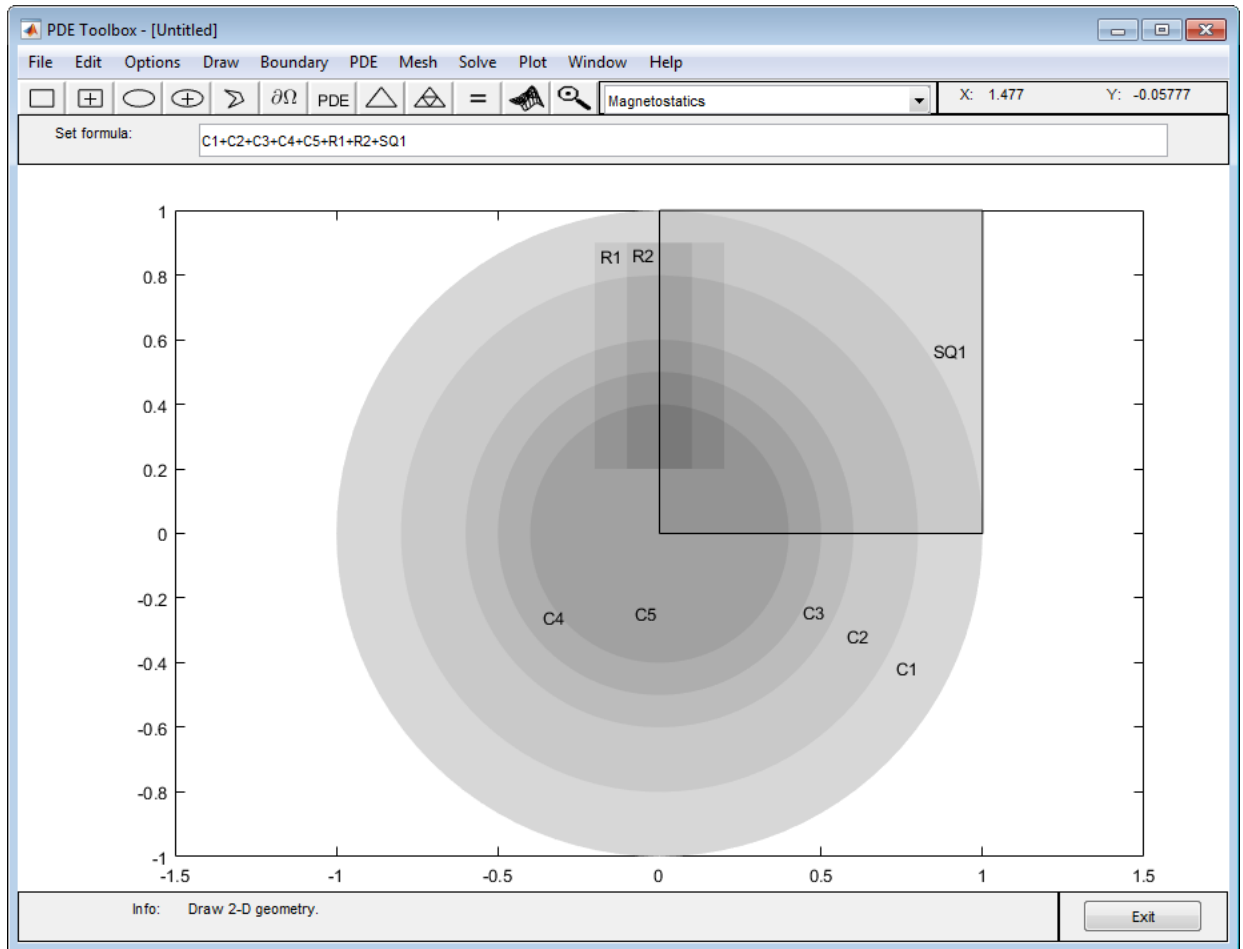 PDE Toolbox - [Untitled]
File Edit Options Draw Boundary PDE Mesh Solve Plot Window Help
∂Ω PDE = Magnetostatics X: 1.477 Y: -0.05777
Set formula: C1+C2+C3+C4+C5+R1+R2+SQ1
1
R1 R2
0.8
0.6
SQ1
0.4
0.2
0
-0.2
C4 C5 C3
C2
-0.4
C1
-0.6
-0.8
-1
-1.5 -1 -0.5 0 0.5 1 1.5
Info: Draw 2-D geometry. Exit